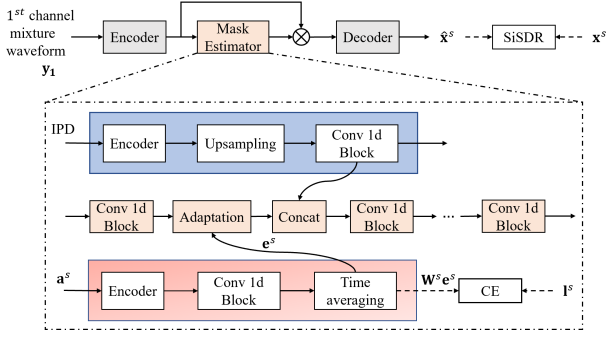 1st channel
mixture
waveform
y1
Encoder
Mask
Estimator
Decoder
x̂s
SiSDR
xs
IPD
Encoder
Upsampling
Conv 1d
Block
Conv 1d
Block
Adaptation
Concat
Conv 1d
Block
...
Conv 1d
Block
es
as
Encoder
Conv 1d
Block
Time
averaging
Wses
CE
ls